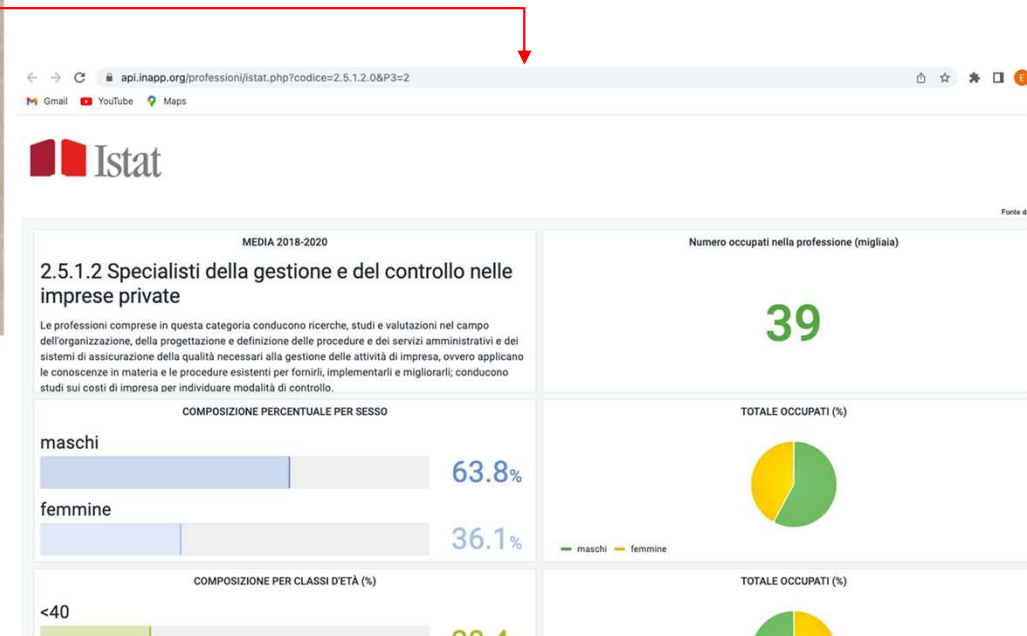 api.inapp.org/professioni/istat.php?codice=2.5.1.2.0&P3=2
E
Gmail YouTube Maps
Istat
Fonte d
MEDIA 2018-2020
2.5.1.2 Specialisti della gestione e del controllo nelle
imprese private
Le professioni comprese in questa categoria conducono ricerche, studi e valutazioni nel campo
dell'organizzazione, della progettazione e definizione delle procedure e dei servizi amministrativi e dei
sistemi di assicurazione della qualità necessari alla gestione delle attività di impresa, ovvero applicano
le conoscenze in materia e le procedure esistenti per fornirli, implementarli e migliorarli; conducono
studi sui costi di impresa per individuare modalità di controllo.
Numero occupati nella professione (migliaia)
39
COMPOSIZIONE PERCENTUALE PER SESSO
maschi
63.8%
femmine
36.1%
TOTALE OCCUPATI (%)
maschi femmine
COMPOSIZIONE PER CLASSI D'ETÀ (%)
<40
TOTALE OCCUPATI (%)